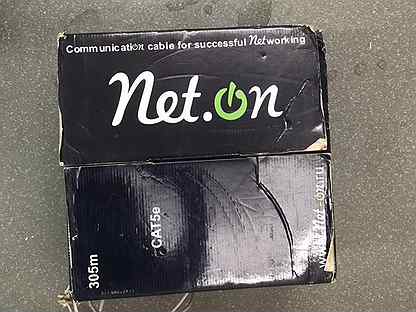 Communication cable for successful Networking
Net.on
CAT5e
305m